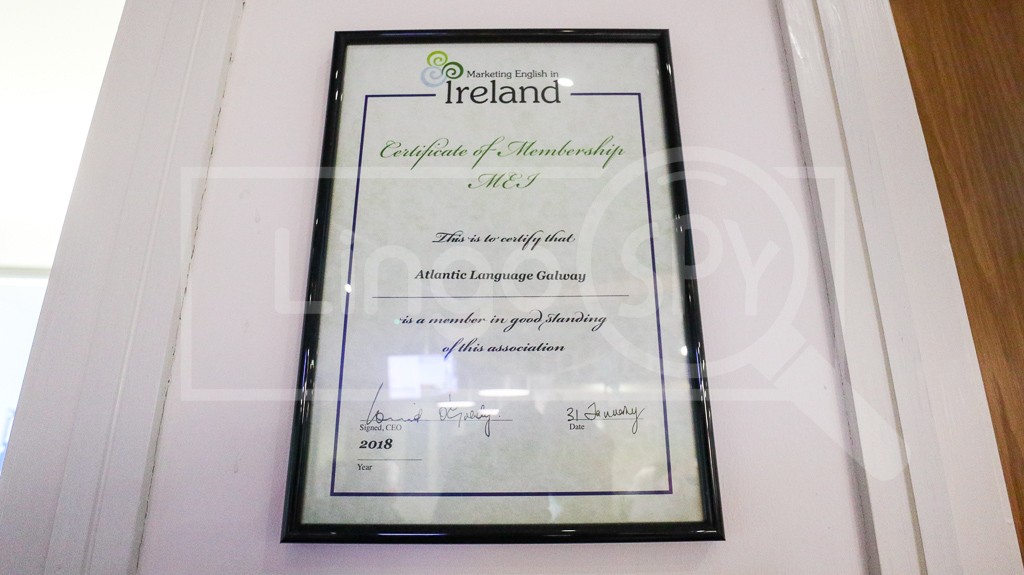 Marketing English in
Ireland
Certificate of Membership
MEI
This is to certify that
Atlantic Language Galway
is a member in good standing
of this association
31 January
Signed, CEO
Date
2018
Year
LingoSPY